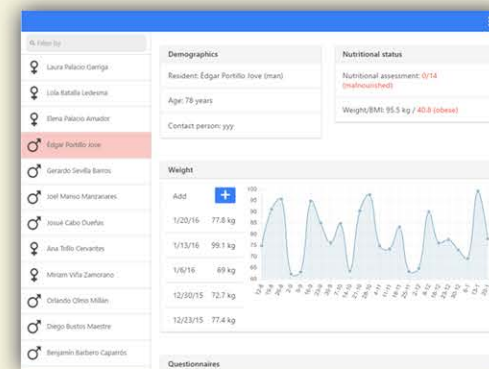 Filter by
Laura Palacio Garriga
Lola Batalla Ledesma
Elena Palacio Amador
Edgar Portillo Jove
Gerardo Sevilla Barros
Joel Manso Manzanares
Josué Cabo Dueñas
Ana Trillo Cervantes
Miriam Viña Zamorano
Orlando Olmo Millán
Diego Bustos Maestre
Benjamín Barbero Caparrós
Demographics
Resident: Edgar Portillo Jove (man)
Age: 78 years
Contact person: yyy
Nutritional status
Nutritional assessment: 0/14
(malnourished)
Weight/BMI: 95.5 kg / 40.8 (obese)
Weight
Add +
1/20/16 77.8 kg
1/13/16 99.1 kg
1/6/16 69 kg
12/30/15 72.7 kg
12/23/15 77.4 kg
100
95
90
85
80
75
70
65
60
Questionnaires